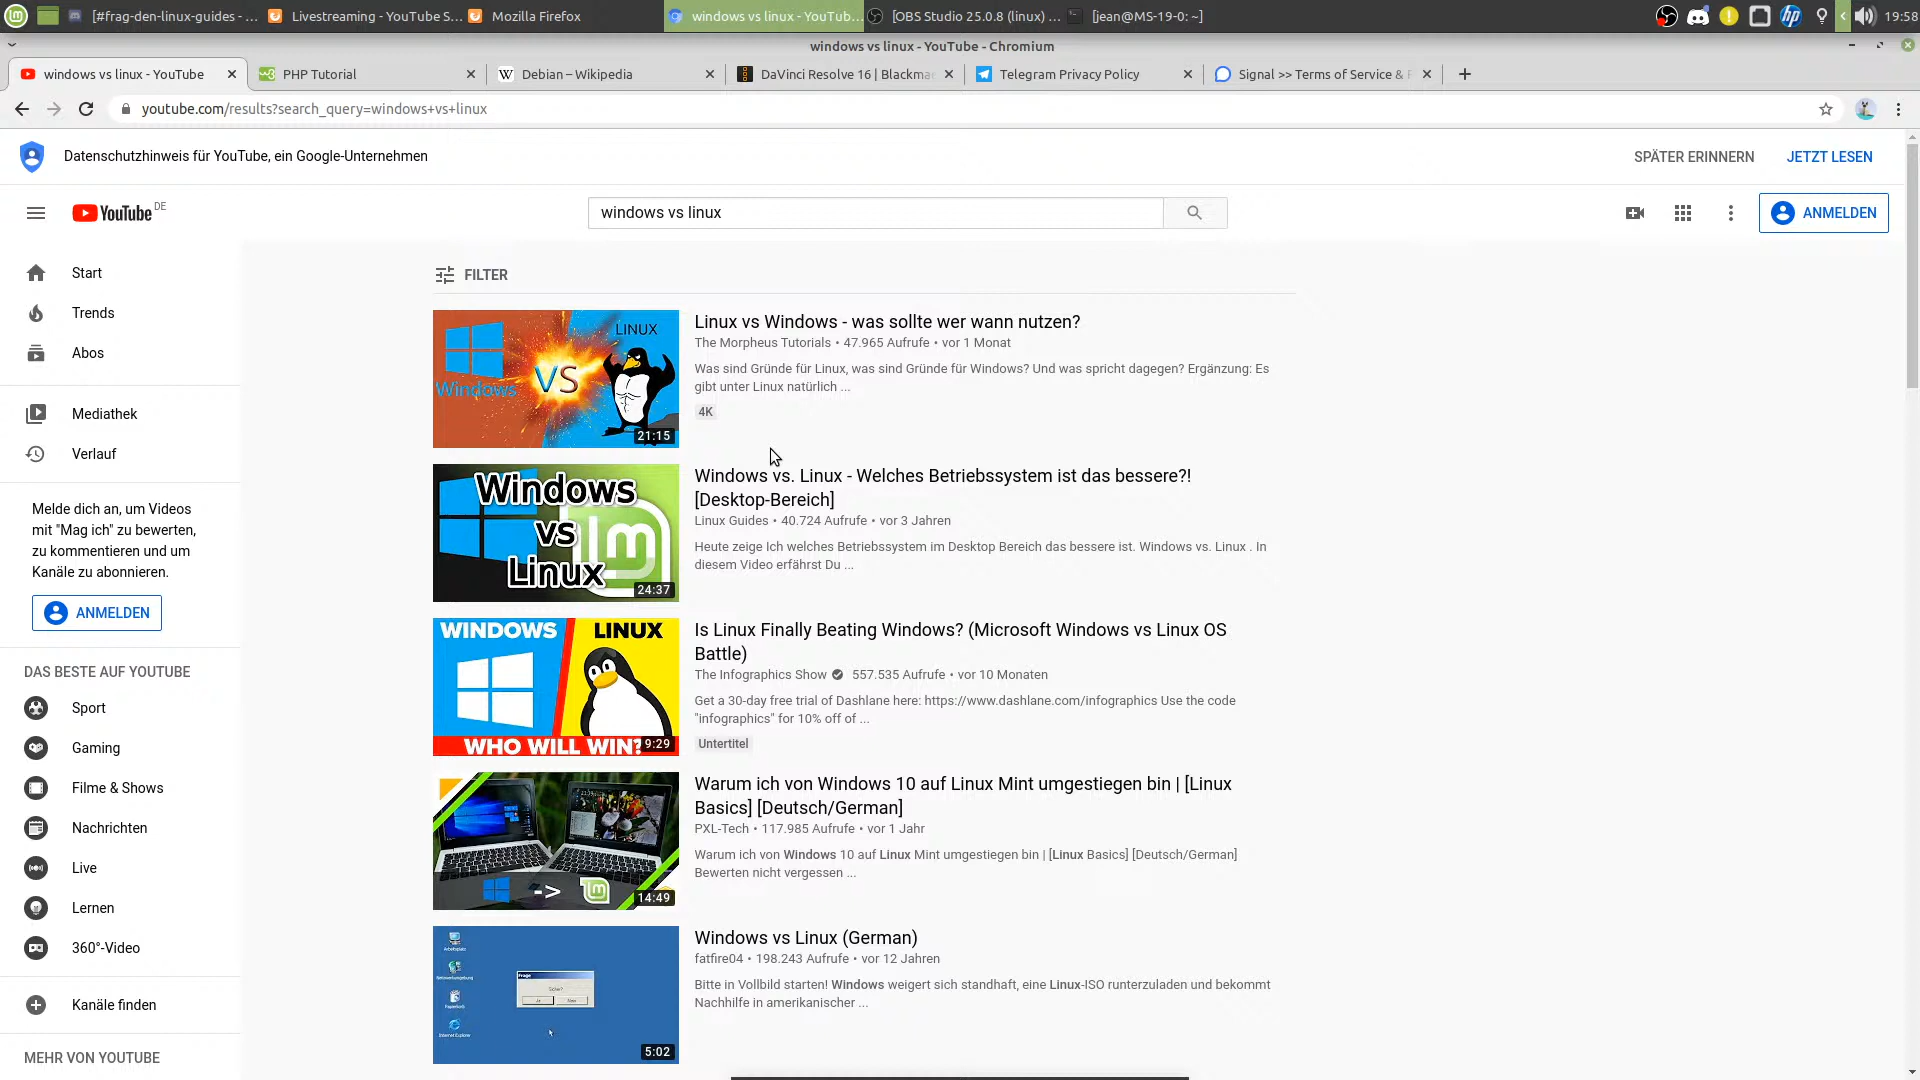 [#frag-den-linux-guides - ...
Livestreaming - YouTube S...
Mozilla Firefox
windows vs linux - YouTub...
[OBS Studio 25.0.8 (linux) ...
[jean@MS-19-0: ~]
hp
19:58
windows vs linux - YouTube - Chromium
windows vs linux - YouTube
PHP Tutorial
Debian – Wikipedia
DaVinci Resolve 16 | Blackma
Telegram Privacy Policy
Signal >> Terms of Service &
youtube.com/results?search_query=windows+vs+linux
Datenschutzhinweis für YouTube, ein Google-Unternehmen
SPÄTER ERINNERN
JETZT LESEN
YouTube DE
windows vs linux
ANMELDEN
Start
Trends
Abos
Mediathek
Verlauf
Melde dich an, um Videos
mit "Mag ich" zu bewerten,
zu kommentieren und um
Kanäle zu abonnieren.
ANMELDEN
DAS BESTE AUF YOUTUBE
Sport
Gaming
Filme & Shows
Nachrichten
Live
Lernen
360°-Video
Kanäle finden
MEHR VON YOUTUBE
FILTER
Windows
VS
LINUX
21:15
Linux vs Windows - was sollte wer wann nutzen?
The Morpheus Tutorials • 47.965 Aufrufe • vor 1 Monat
Was sind Gründe für Linux, was sind Gründe für Windows? Und was spricht dagegen? Ergänzung: Es
gibt unter Linux natürlich ...
4K
Windows
vs
Linux
24:37
Windows vs. Linux - Welches Betriebssystem ist das bessere?!
[Desktop-Bereich]
Linux Guides • 40.724 Aufrufe • vor 3 Jahren
Heute zeige Ich welches Betriebssystem im Desktop Bereich das bessere ist. Windows vs. Linux . In
diesem Video erfährst Du ...
WINDOWS
LINUX
WHO WILL WIN?
9:29
Is Linux Finally Beating Windows? (Microsoft Windows vs Linux OS
Battle)
The Infographics Show 557.535 Aufrufe • vor 10 Monaten
Get a 30-day free trial of Dashlane here: https://www.dashlane.com/infographics Use the code
"infographics" for 10% off of ...
Untertitel
->
14:49
Warum ich von Windows 10 auf Linux Mint umgestiegen bin | [Linux
Basics] [Deutsch/German]
PXL-Tech • 117.985 Aufrufe • vor 1 Jahr
Warum ich von Windows 10 auf Linux Mint umgestiegen bin | [Linux Basics] [Deutsch/German]
Bewerten nicht vergessen ...
Arbeitsplatz
Netzwerkumgebung
Papierkorb
Internet Explorer
Frage
Ja
Nein
5:02
Windows vs Linux (German)
fatfire04 • 198.243 Aufrufe • vor 12 Jahren
Bitte in Vollbild starten! Windows weigert sich standhaft, eine Linux-ISO runterzuladen und bekommt
Nachhilfe in amerikanischer ...